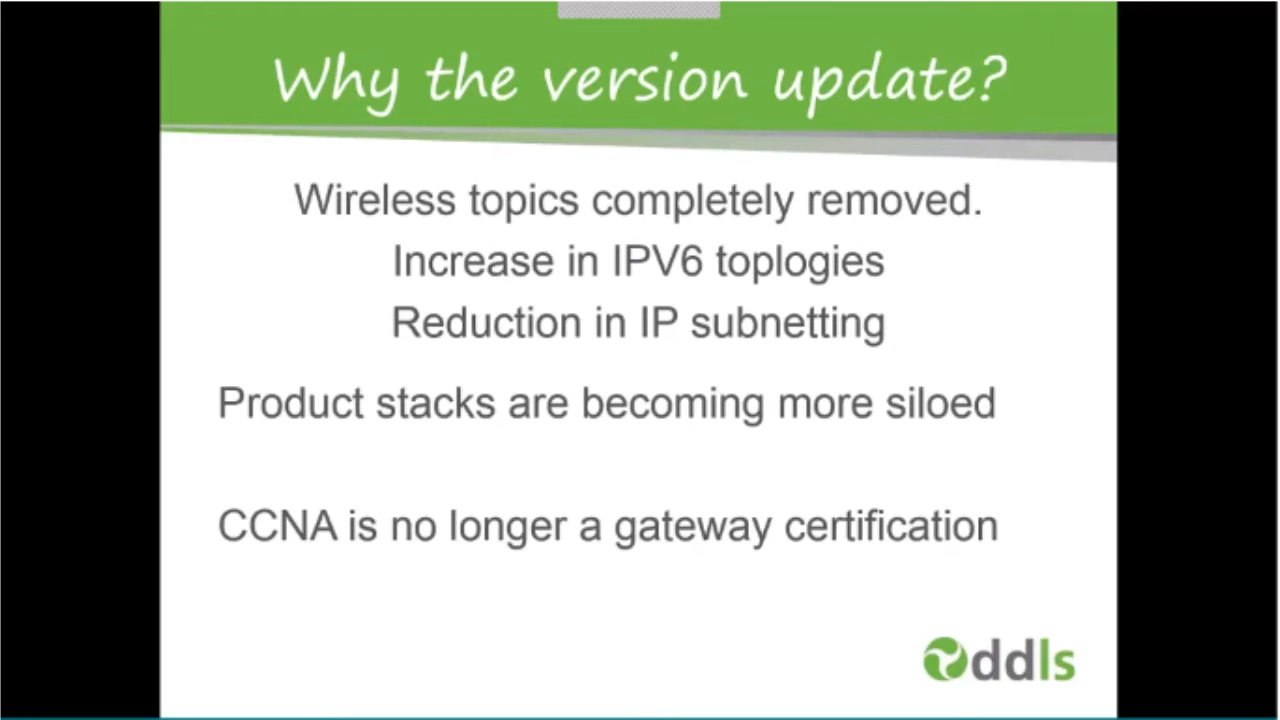 Why the version update?
Wireless topics completely removed.
Increase in IPV6 toplogies
Reduction in IP subnetting
Product stacks are becoming more siloed
CCNA is no longer a gateway certification
ddls